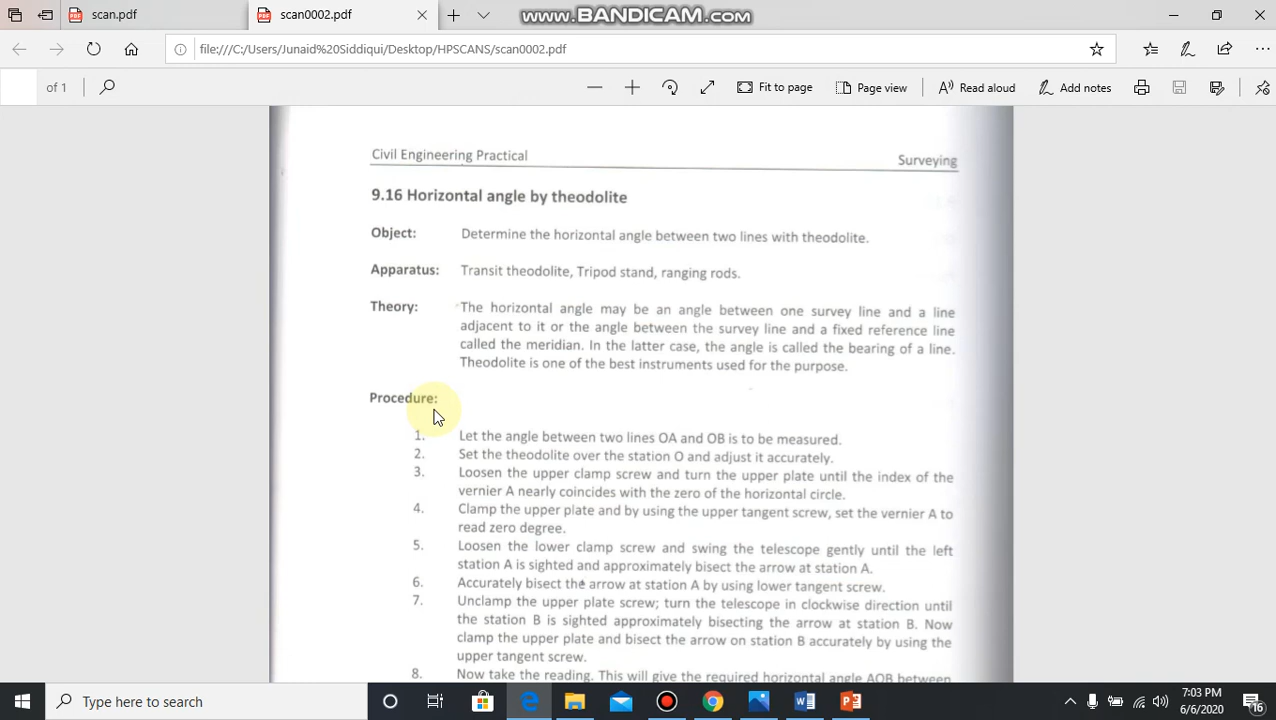 scan.pdf
scan0002.pdf
www.BANDICAM.com
file:///C:/Users/Junaid%20Siddiqui/Desktop/HPSCANS/scan0002.pdf
of 1
Fit to page
Page view
Read aloud
Add notes
Civil Engineering Practical
Surveying
9.16 Horizontal angle by theodolite
Object: Determine the horizontal angle between two lines with theodolite.
Apparatus: Transit theodolite, Tripod stand, ranging rods.
Theory: The horizontal angle may be an angle between one survey line and a line
adjacent to it or the angle between the survey line and a fixed reference line
called the meridian. In the latter case, the angle is called the bearing of a line.
Theodolite is one of the best instruments used for the purpose.
Procedure:
1. Let the angle between two lines OA and OB is to be measured.
2. Set the theodolite over the station O and adjust it accurately.
3. Loosen the upper clamp screw and turn the upper plate until the index of the
vernier A nearly coincides with the zero of the horizontal circle.
4. Clamp the upper plate and by using the upper tangent screw, set the vernier A to
read zero degree.
5. Loosen the lower clamp screw and swing the telescope gently until the left
station A is sighted and approximately bisect the arrow at station A.
6. Accurately bisect the arrow at station A by using lower tangent screw.
7. Unclamp the upper plate screw; turn the telescope in clockwise direction until
the station B is sighted approximately bisecting the arrow at station B. Now
clamp the upper plate and bisect the arrow on station B accurately by using the
upper tangent screw.
8. Now take the reading. This will give the required horizontal angle AOB between
Type here to search
7:03 PM
6/6/2020
16